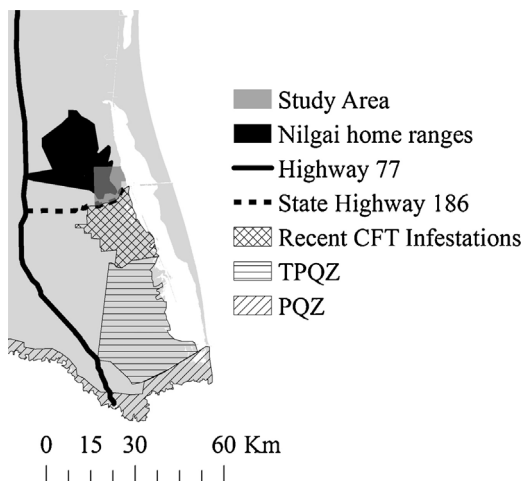 Study Area
Nilgai home ranges
Highway 77
State Highway 186
Recent CFT Infestations
TPQZ
PQZ
0 15 30 60 Km